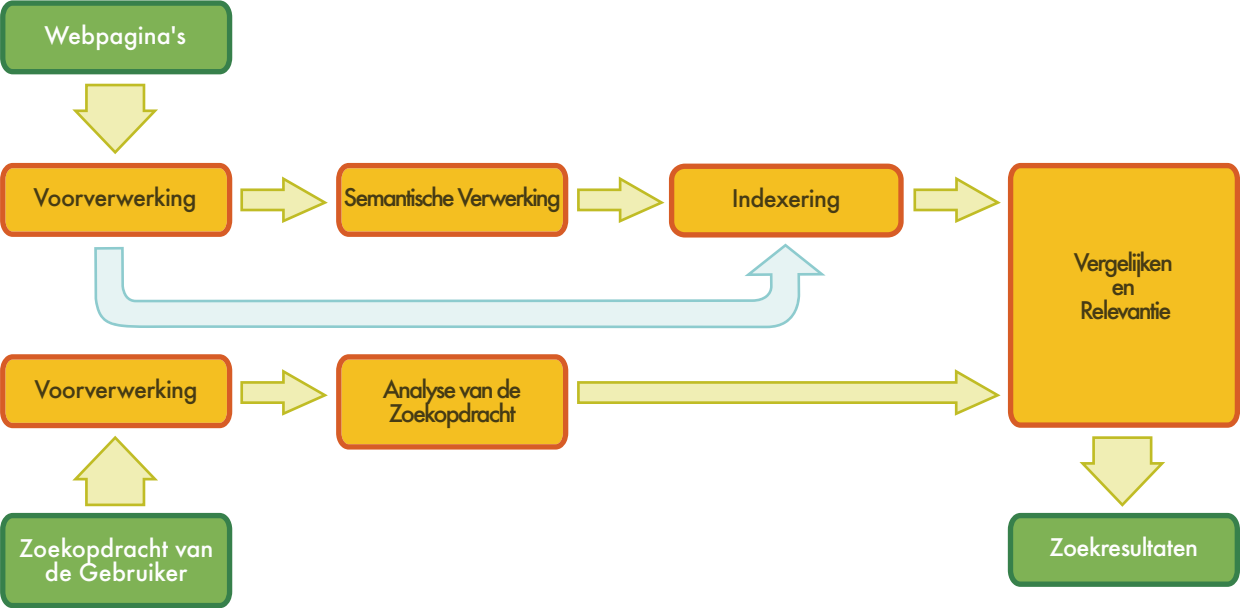 Webpagina's
Voorverwerking
Semantische Verwerking
Indexering
Vergelijken
en
Relevantie
Voorverwerking
Analyse van de
Zoekopdracht
Zoekopdracht van
de Gebruiker
Zoekresultaten